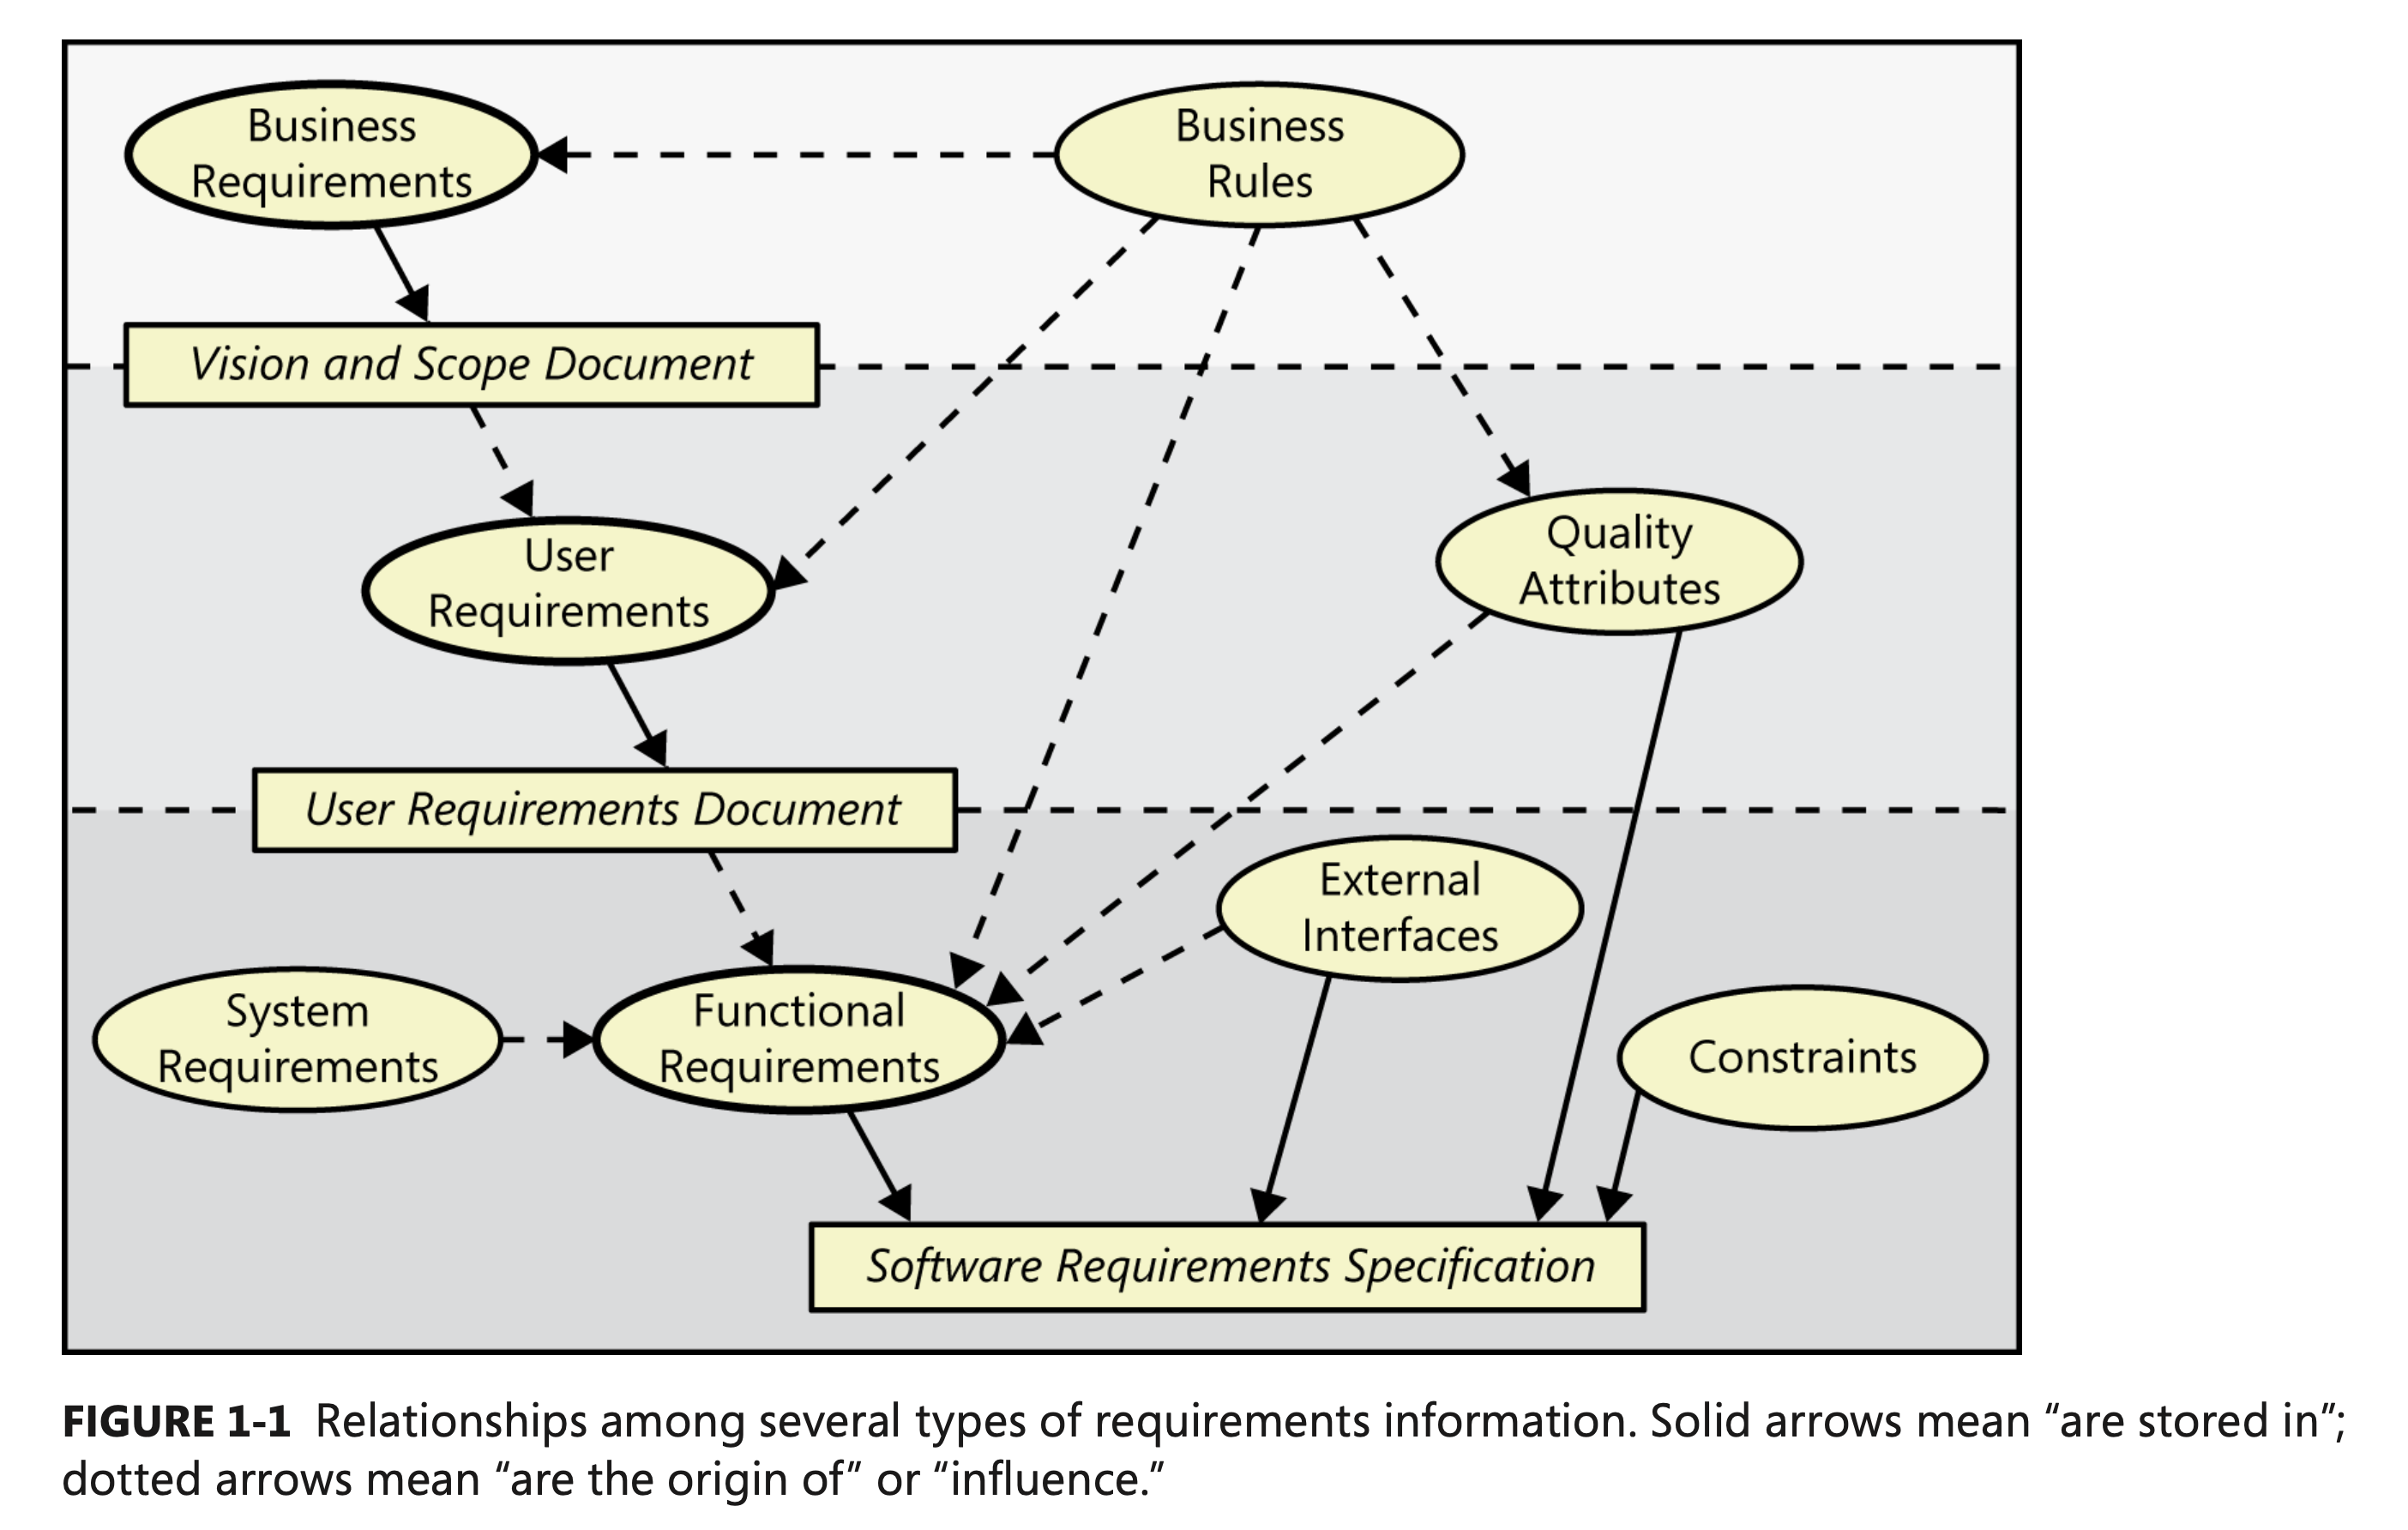 Business
Requirements
Business
Rules
Vision and Scope Document
User
Requirements
Quality
Attributes
User Requirements Document
External
Interfaces
System
Requirements
Functional
Requirements
Constraints
Software Requirements Specification
FIGURE 1-1 Relationships among several types of requirements information. Solid arrows mean “are stored in”;
dotted arrows mean “are the origin of” or “influence.”